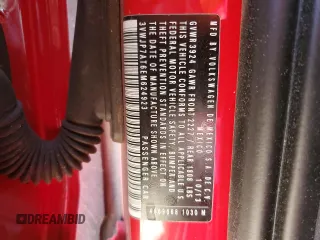 MFD BY VOLKSWAGEN DE MEXICO S.A. DE C.V.
GVWR 3924 GAWR FRONT 2227 REAR 1809 LBS
THIS VEHICLE CONFORMS TO ALL APPLICABLE U.S.
FEDERAL MOTOR VEHICLE SAFETY, BUMPER, AND
THEFT PREVENTION STANDARDS IN EFFECT ON
THE DATE OF MANUFACTURE SHOWN ABOVE
PASSENGER CAR
1030 M
DREAMBID